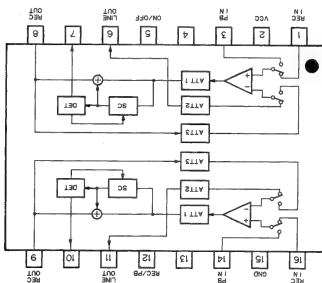 REC IN
GND
PB IN
REC/PB
LINE OUT
REC OUT
16
15
14
13
12
11
10
9
+
−
ATT 1
ATT2
ATT3
SC
DET
ATT3
+
−
ATT2
ATT1
SC
DET
1
2
3
4
5
6
7
8
REC IN
VCC
PB IN
ON/OFF
LINE OUT
REC OUT